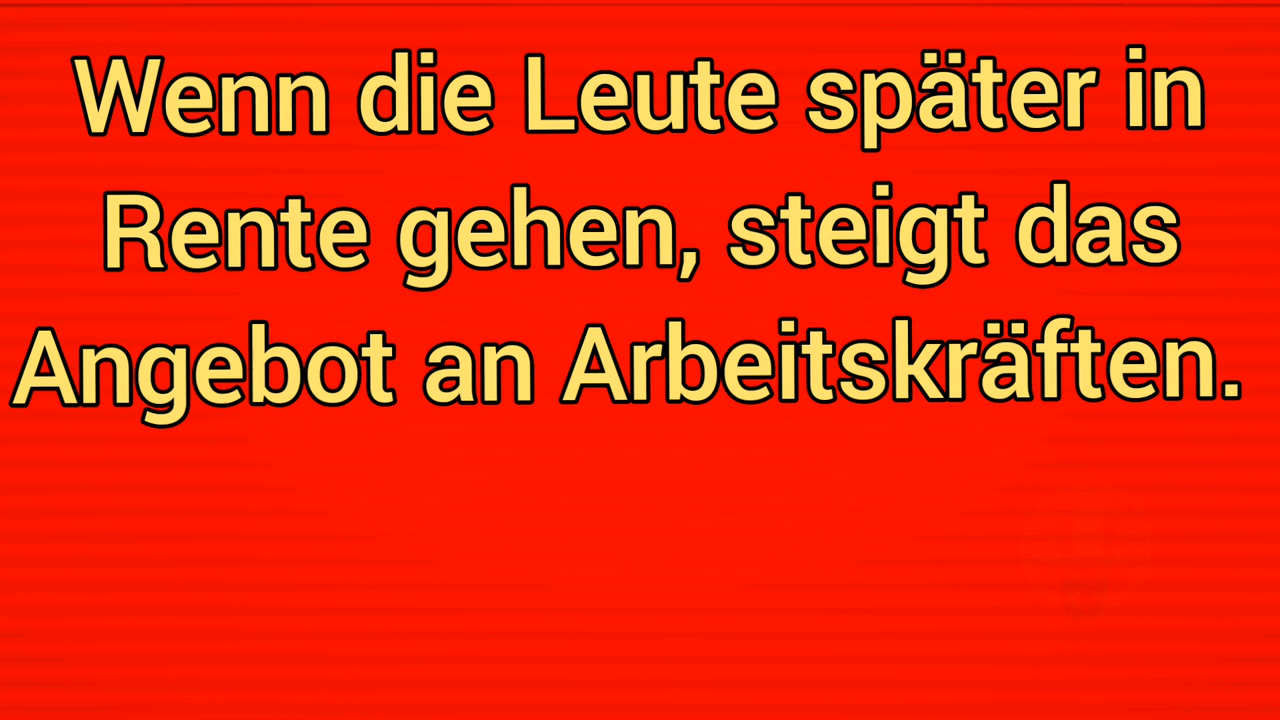 Wenn die Leute später in
Rente gehen, steigt das
Angebot an Arbeitskräften.